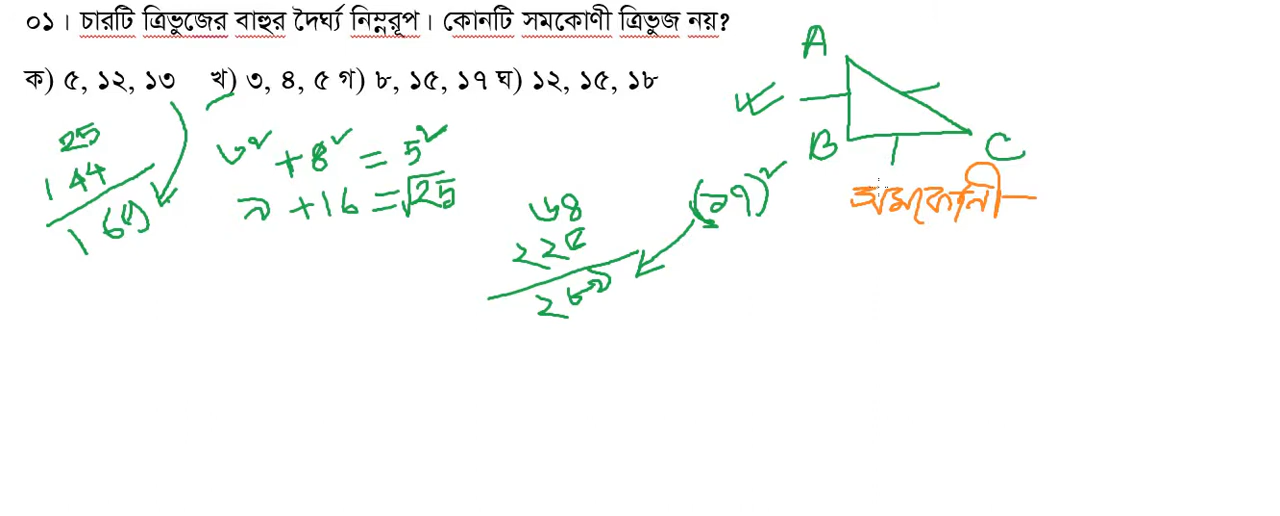 ০১। চারটি ত্রিভুজের বাহুর দৈর্ঘ্য নিম্নরূপ। কোনটি সমকোণী ত্রিভুজ নয়?
ক) ৫, ১২, ১৩ খ) ৩, ৪, ৫ গ) ৮, ১৫, ১৭ ঘ) ১২, ১৫, ১৮
A
B
C
25
144
169
৩² + ৪² = 5²
৯ + 16 = √25
৬৪
২২৫
২৮৯
(১৭)²
সমকোনী